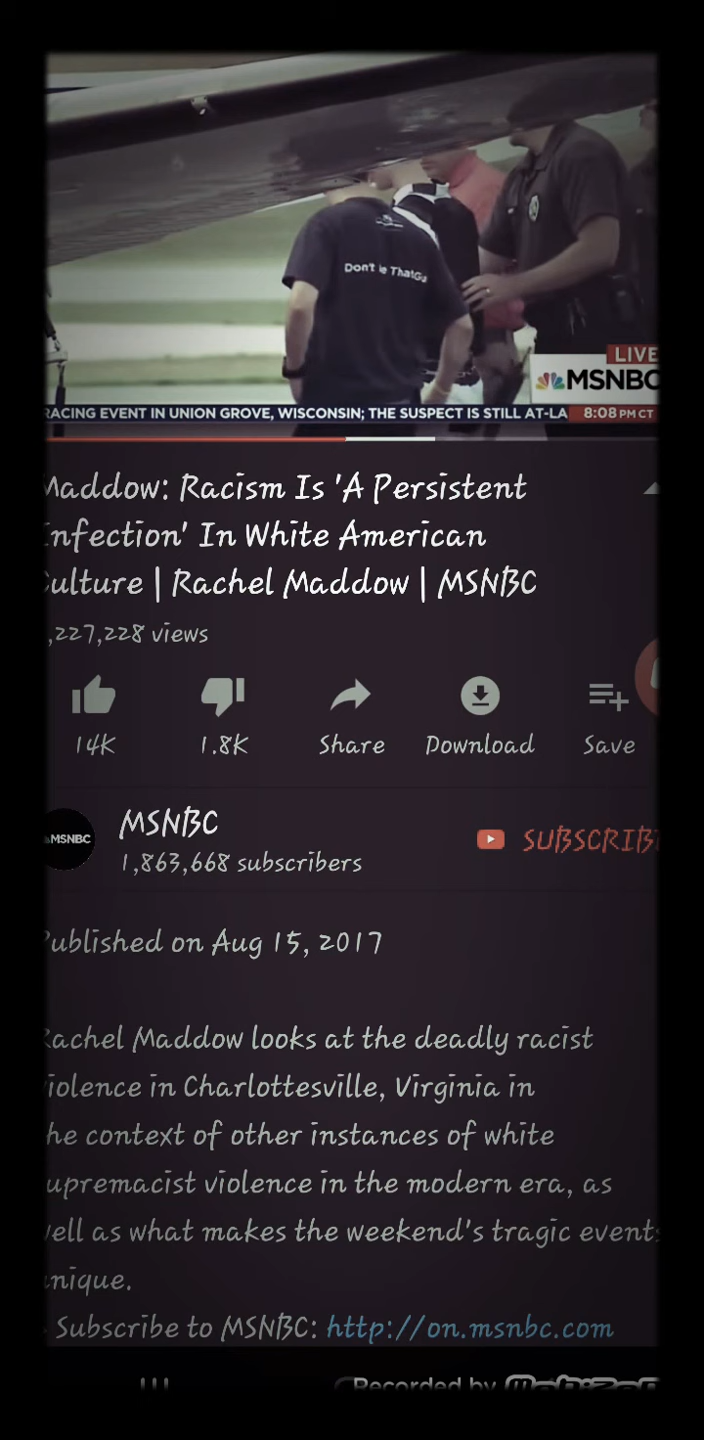 Don't be ThatGu
LIVE
MSNBC
RACING EVENT IN UNION GROVE, WISCONSIN; THE SUSPECT IS STILL AT-LA 8:08 PM CT
Maddow: Racism Is 'A Persistent
Infection' In White American
Culture | Rachel Maddow | MSNBC
,227,228 views
14K 1.8K Share Download Save
MSNBC
MSNBC
1,863,668 subscribers
SUBSCRIBE
Published on Aug 15, 2017
Rachel Maddow looks at the deadly racist
violence in Charlottesville, Virginia in
the context of other instances of white
supremacist violence in the modern era, as
well as what makes the weekend's tragic events
unique.
Subscribe to MSNBC: http://on.msnbc.com
Recorded by